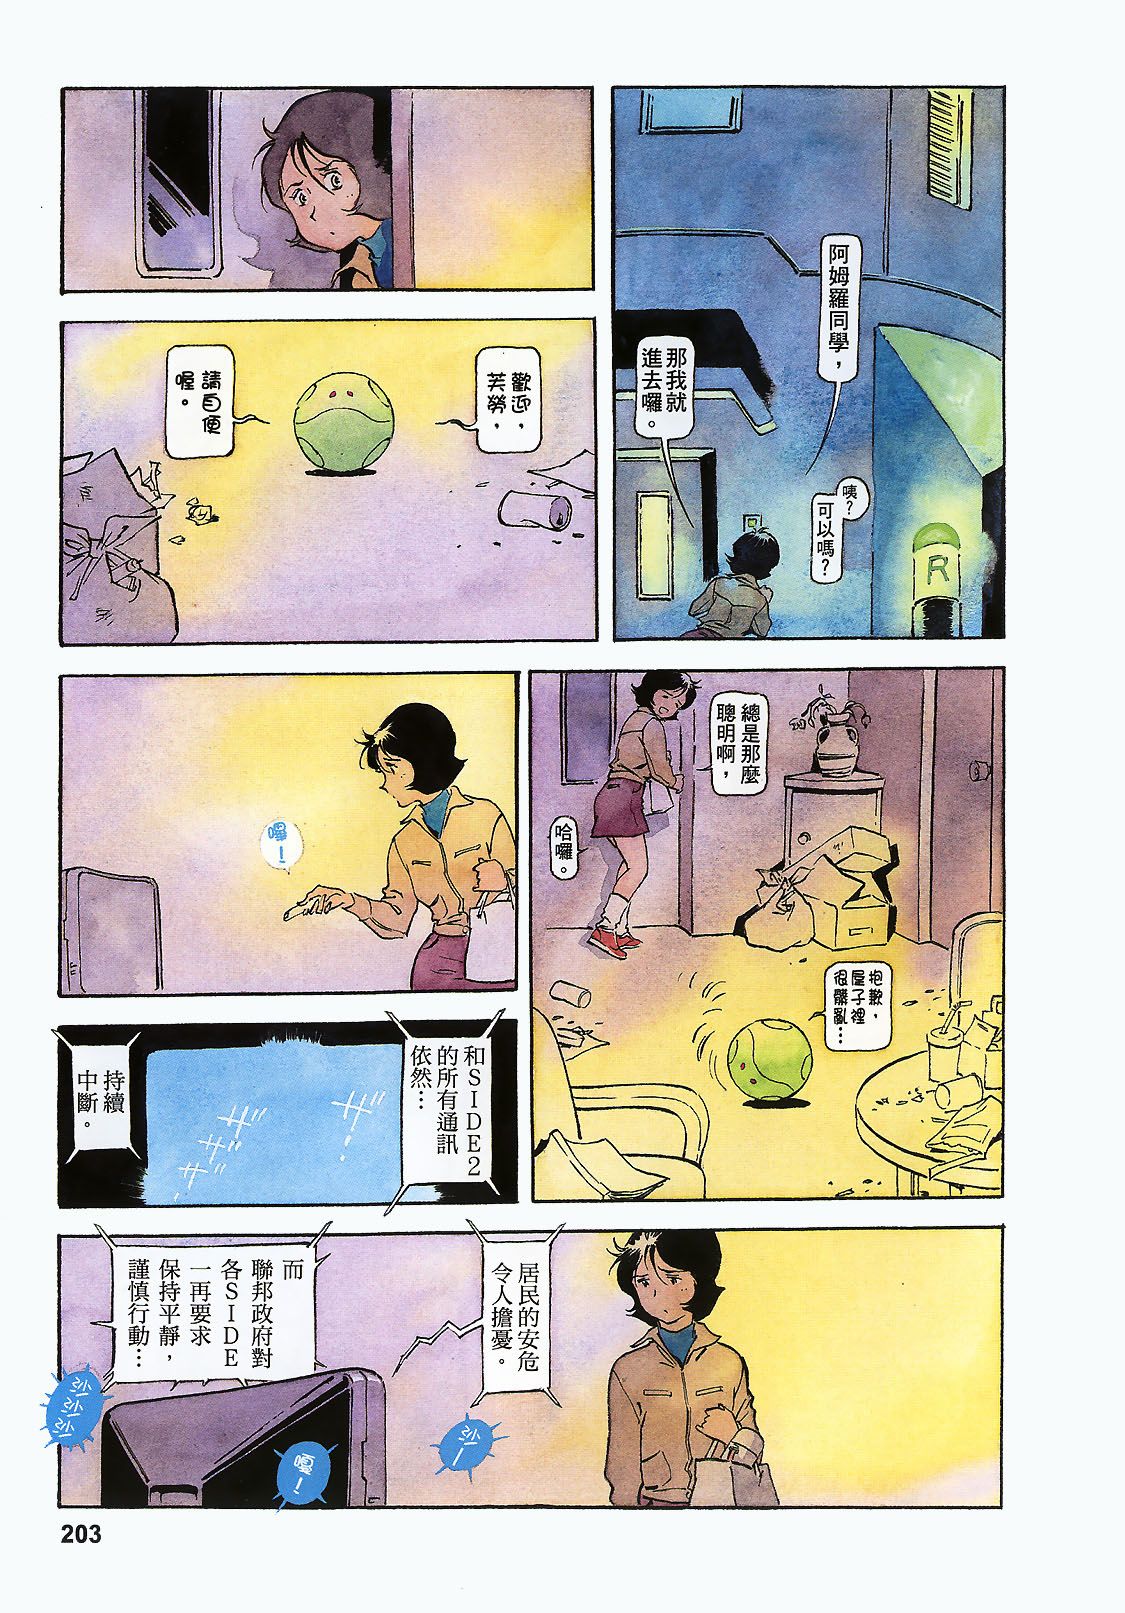 阿姆羅同學，
咦？
可以嗎？
那我就
進去囉。
R
歡迎，
芙勞，
請自便
喔。
總是那麼
聰明啊，
哈囉。
抱歉，
屋子裡
很髒亂…
嗶！
和SIDE2
的所有通訊
依然…
ザザ！
ザザザ！
ザザザ
持續
中斷。
居民的安危
令人擔憂。
而
聯邦政府對
各SIDE
一再要求
保持平靜，
謹慎行動…
沙沙沙
沙—
嘎！
203